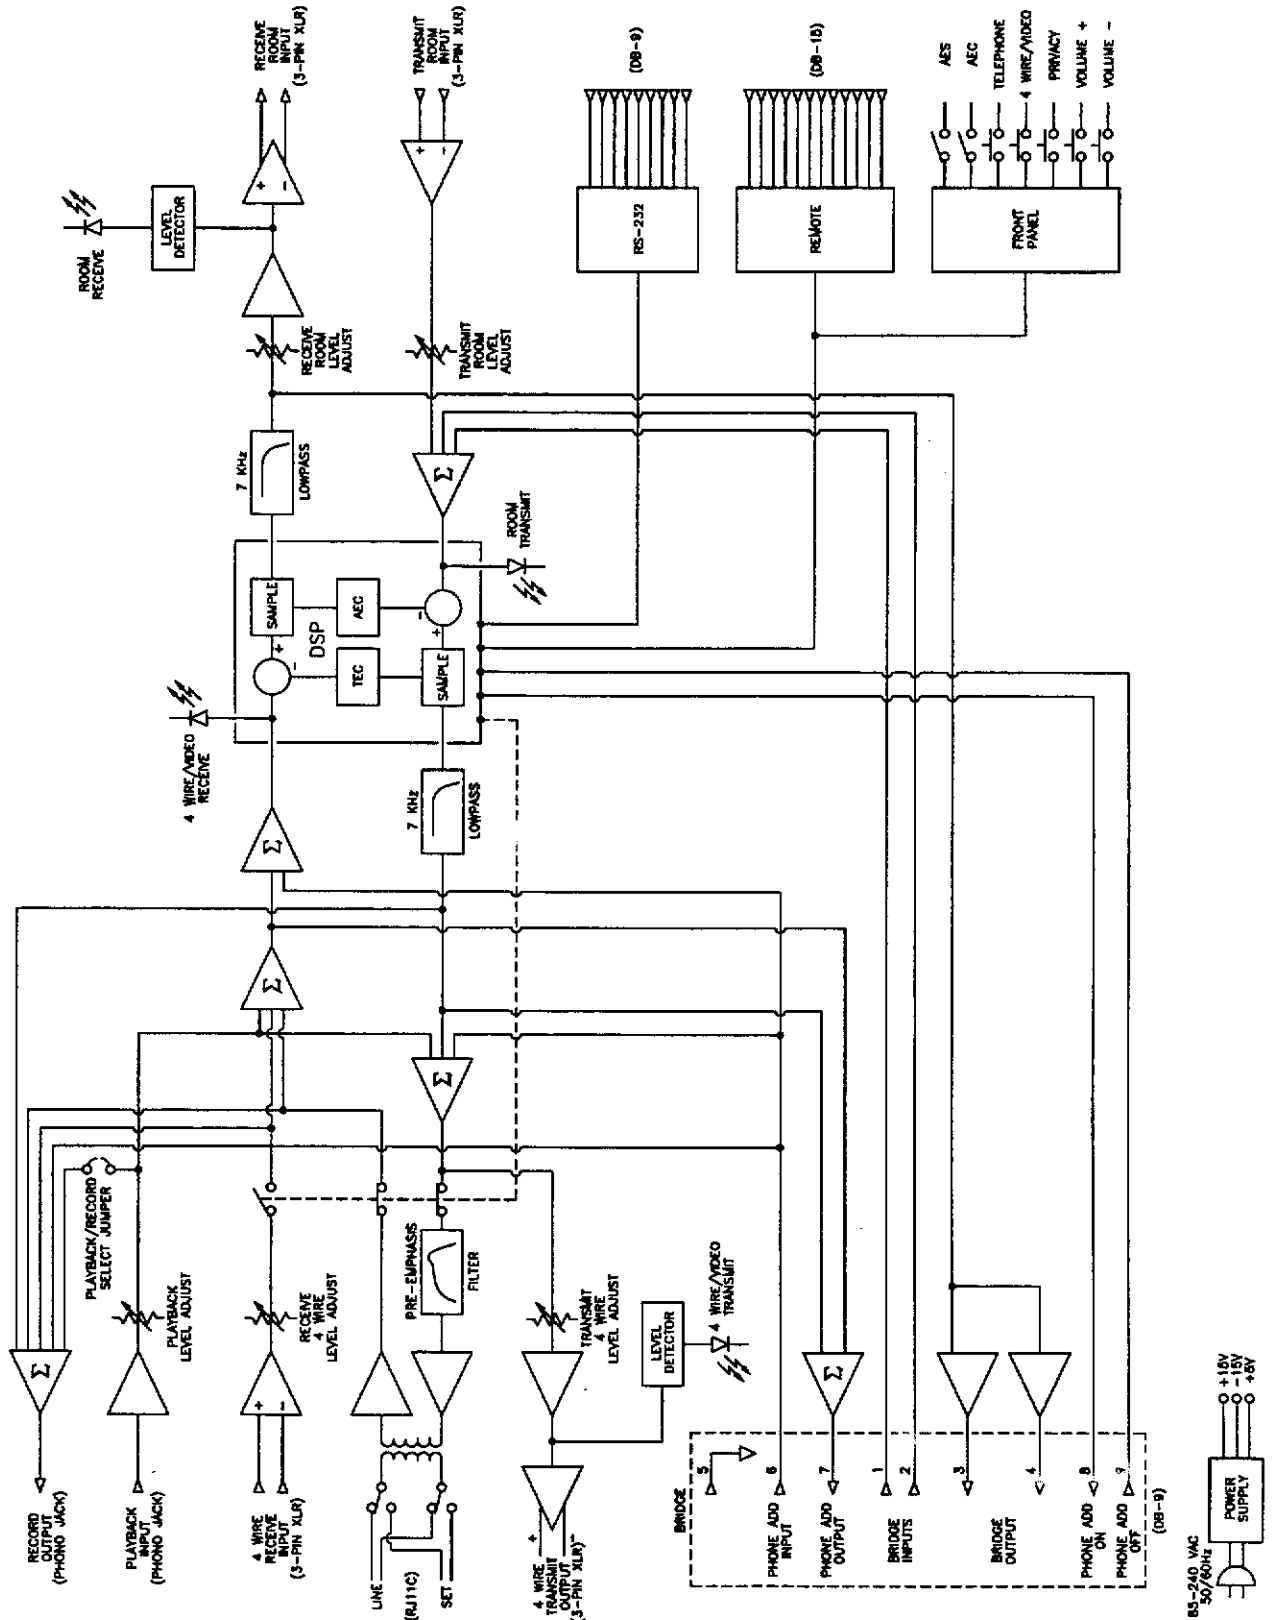 RECEIVE
ROOM
INPUT
(3-PIN XLR)
TRANSMIT
ROOM
INPUT
(3-PIN XLR)
(DB-9)
(DB-15)
AES
AEC
TELEPHONE
4 WIRE/VIDEO
PRIVACY
VOLUME +
VOLUME -
ROOM
RECEIVE
LEVEL
DETECTOR
+
-
+
-
RS-232
REMOTE
FRONT
PANEL
RECEIVE
ROOM
LEVEL
ADJUST
TRANSMIT
ROOM
LEVEL
ADJUST
7 KHz
LOWPASS
Σ
ROOM
TRANSMIT
SAMPLE
DSP
AEC
TEC
SAMPLE
+
-
-
+
4 WIRE/VIDEO
RECEIVE
7 KHz
LOWPASS
Σ
Σ
Σ
PLAYBACK/RECORD
SELECT JUMPER
PLAYBACK
LEVEL ADJUST
RECEIVE
4 WIRE
LEVEL ADJUST
PRE-EMPHASIS
FILTER
TRANSMIT
4 WIRE
LEVEL ADJUST
LEVEL
DETECTOR
4 WIRE/VIDEO
TRANSMIT
Σ
+
-
Σ
RECORD
OUTPUT
(PHONO JACK)
PLAYBACK
INPUT
(PHONO JACK)
4 WIRE
RECEIVE
INPUT
(3-PIN XLR)
LINE
(RJ11C)
SET
4 WIRE
TRANSMIT
OUTPUT
(3-PIN XLR)
+
-
BRIDGE
5
PHONE ADD
INPUT
6
PHONE ADD
OUTPUT
7
BRIDGE
INPUTS
1
2
BRIDGE
OUTPUT
3
4
PHONE ADD
ON
8
PHONE ADD
OFF
9
(DB-9)
85-240 VAC
50/60Hz
POWER
SUPPLY
+15V
-15V
+5V